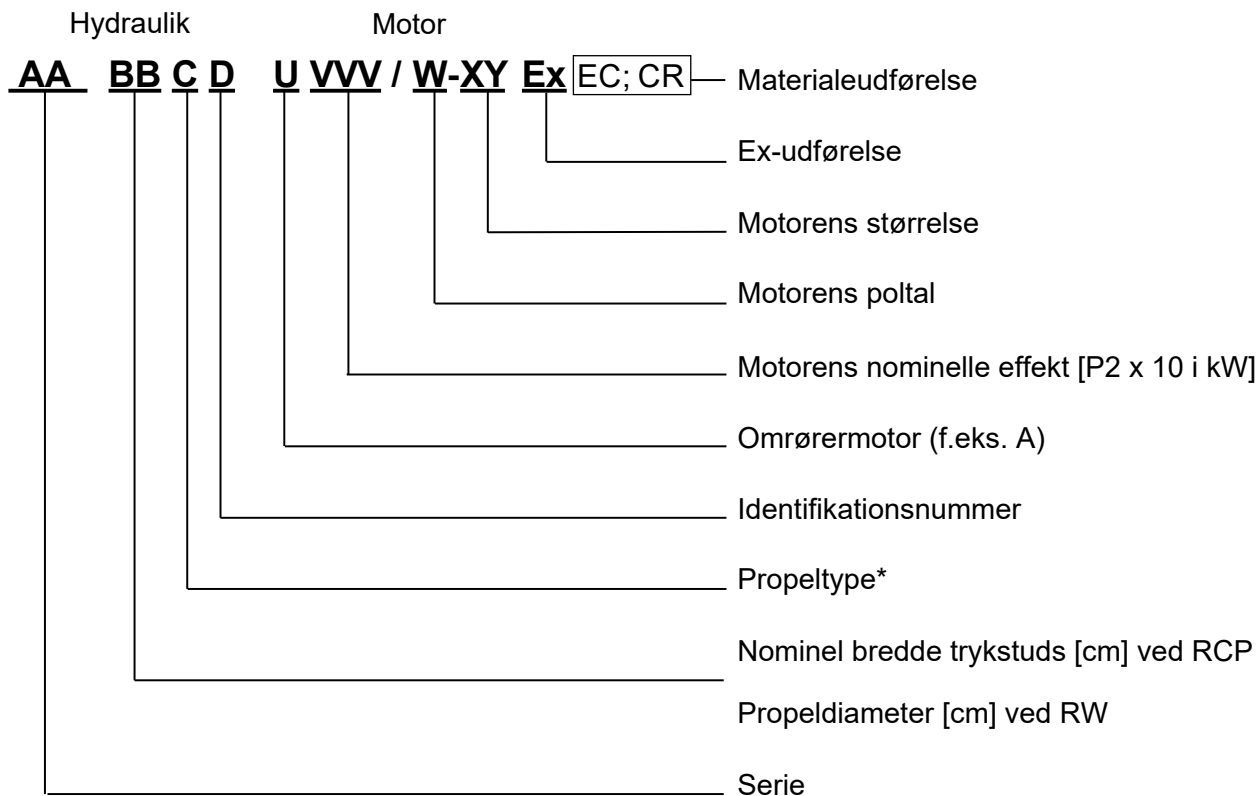 Hydraulik Motor
AA BB C D U VVV / W-XY Ex EC; CR Materialeudførelse
Ex-udførelse
Motorens størrelse
Motorens poltal
Motorens nominelle effekt [P2 x 10 i kW]
Omrørermotor (f.eks. A)
Identifikationsnummer
Propeltype*
Nominel bredde trykstuds [cm] ved RCP
Propeldiameter [cm] ved RW
Serie